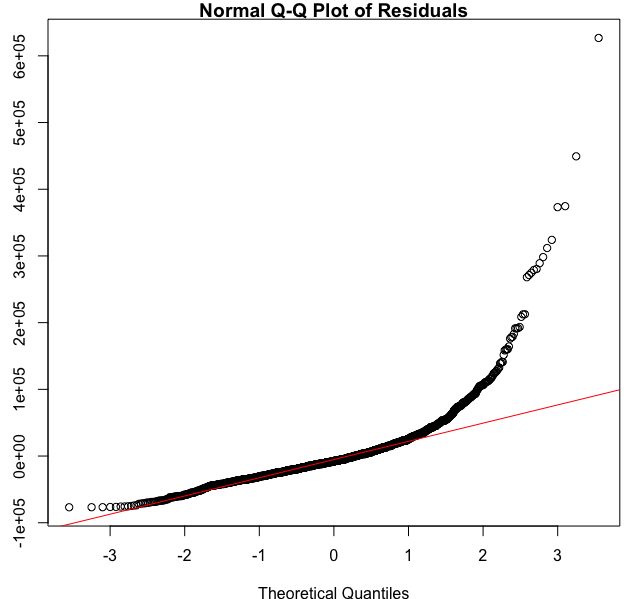 Normal Q-Q Plot of Residuals
6e+05
5e+05
4e+05
3e+05
2e+05
1e+05
0e+00
-1e+05
-3 -2 -1 0 1 2 3
Theoretical Quantiles